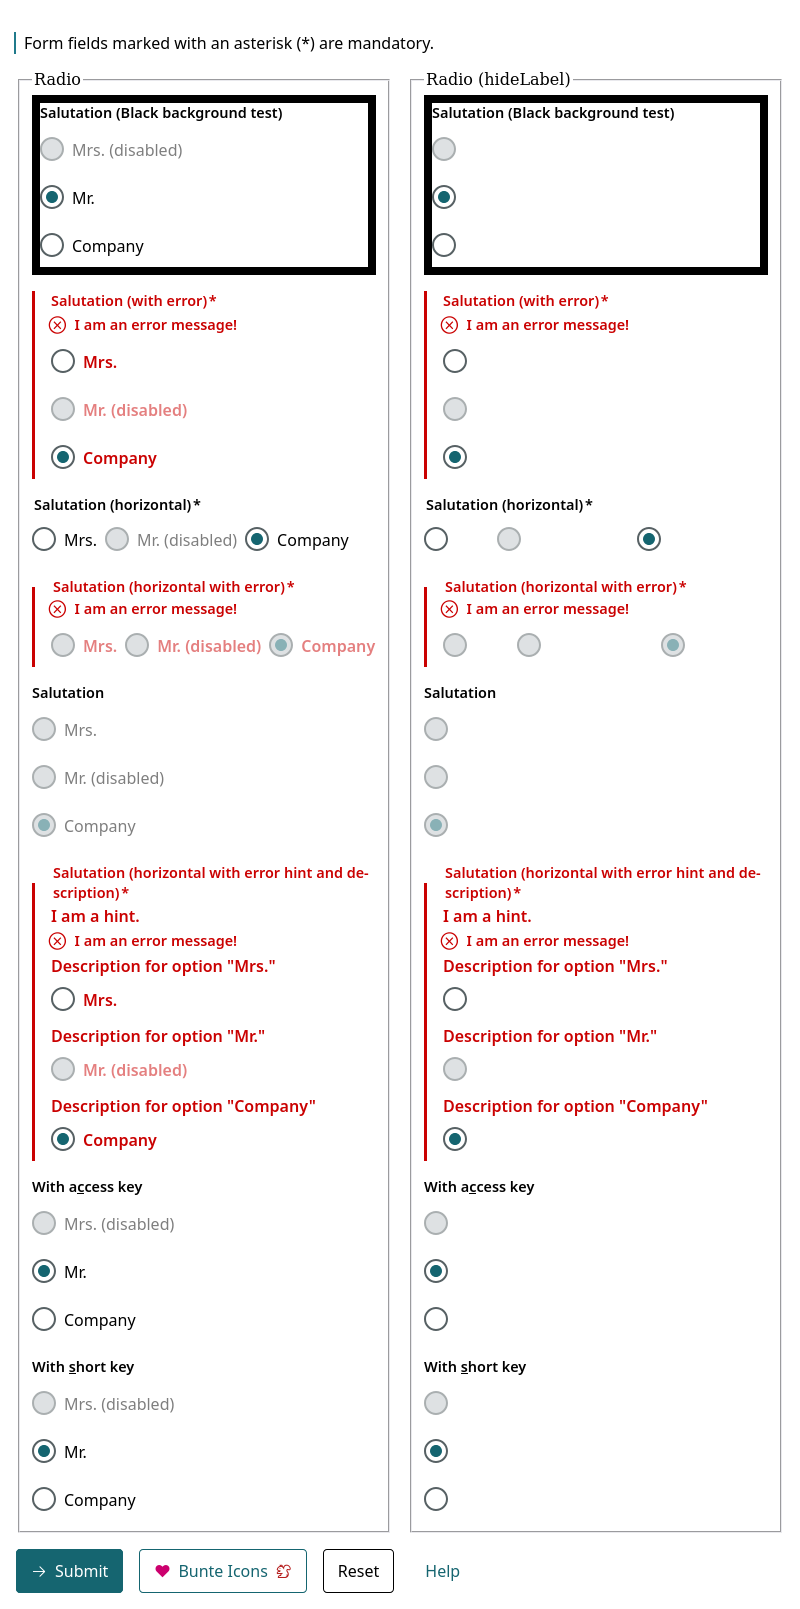 Form fields marked with an asterisk (*) are mandatory.
Radio
Salutation (Black background test)
Mrs. (disabled)
Mr.
Company
Salutation (with error)*
I am an error message!
Mrs.
Mr. (disabled)
Company
Salutation (horizontal)*
Mrs. Mr. (disabled) Company
Salutation (horizontal with error)*
I am an error message!
Mrs. Mr. (disabled) Company
Salutation
Mrs.
Mr. (disabled)
Company
Salutation (horizontal with error hint and de-
scription)*
I am a hint.
I am an error message!
Description for option "Mrs."
Mrs.
Description for option "Mr."
Mr. (disabled)
Description for option "Company"
Company
With access key
Mrs. (disabled)
Mr.
Company
With short key
Mrs. (disabled)
Mr.
Company
Radio (hideLabel)
Salutation (Black background test)
Salutation (with error)*
I am an error message!
Salutation (horizontal)*
Salutation (horizontal with error)*
I am an error message!
Salutation
Salutation (horizontal with error hint and de-
scription)*
I am a hint.
I am an error message!
Description for option "Mrs."
Description for option "Mr."
Description for option "Company"
With access key
With short key
Submit Bunte Icons Reset Help